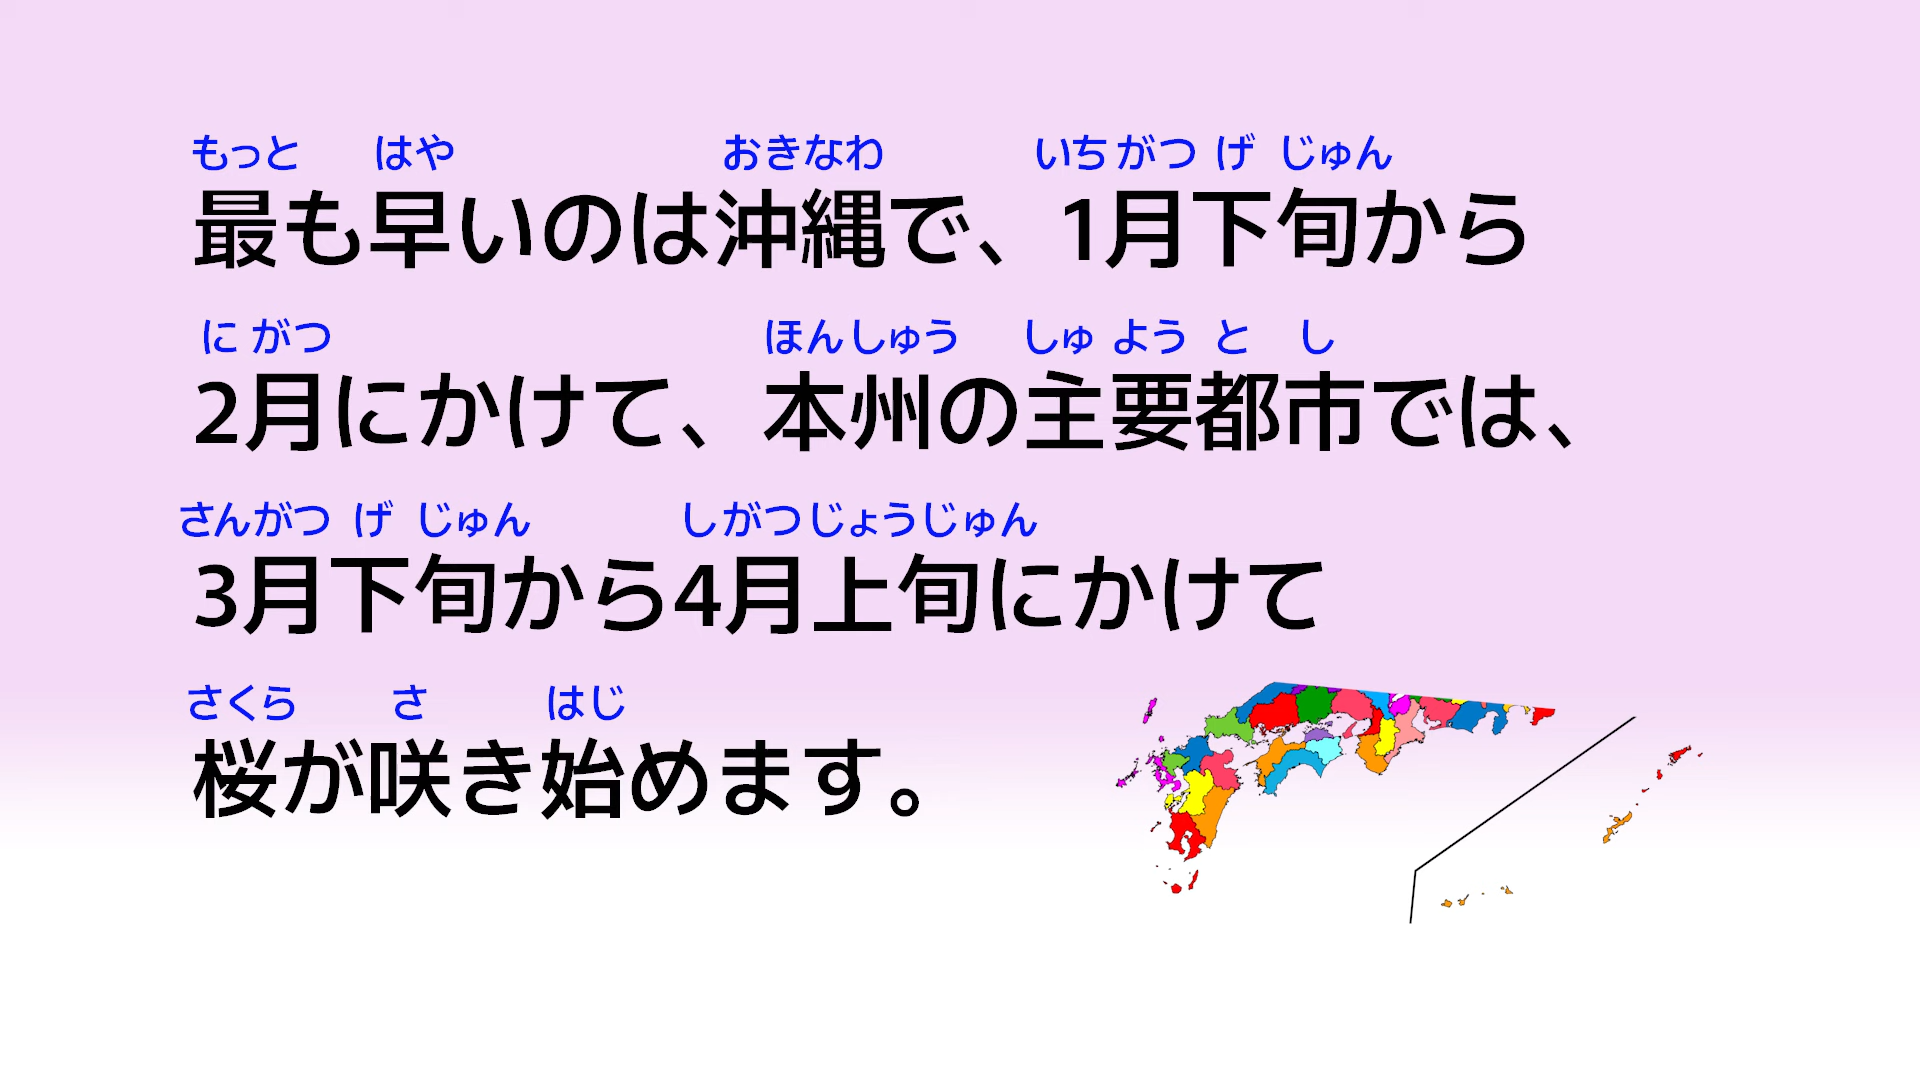 もっと はや おきなわ いち がつ げ じゅん
最も早いのは沖縄で、1月下旬から
に がつ ほんしゅう しゅ よう と し
2月にかけて、本州の主要都市では、
さんがつ げ じゅん しがつじょうじゅん
3月下旬から4月上旬にかけて
さくら さ はじ
桜が咲き始めます。